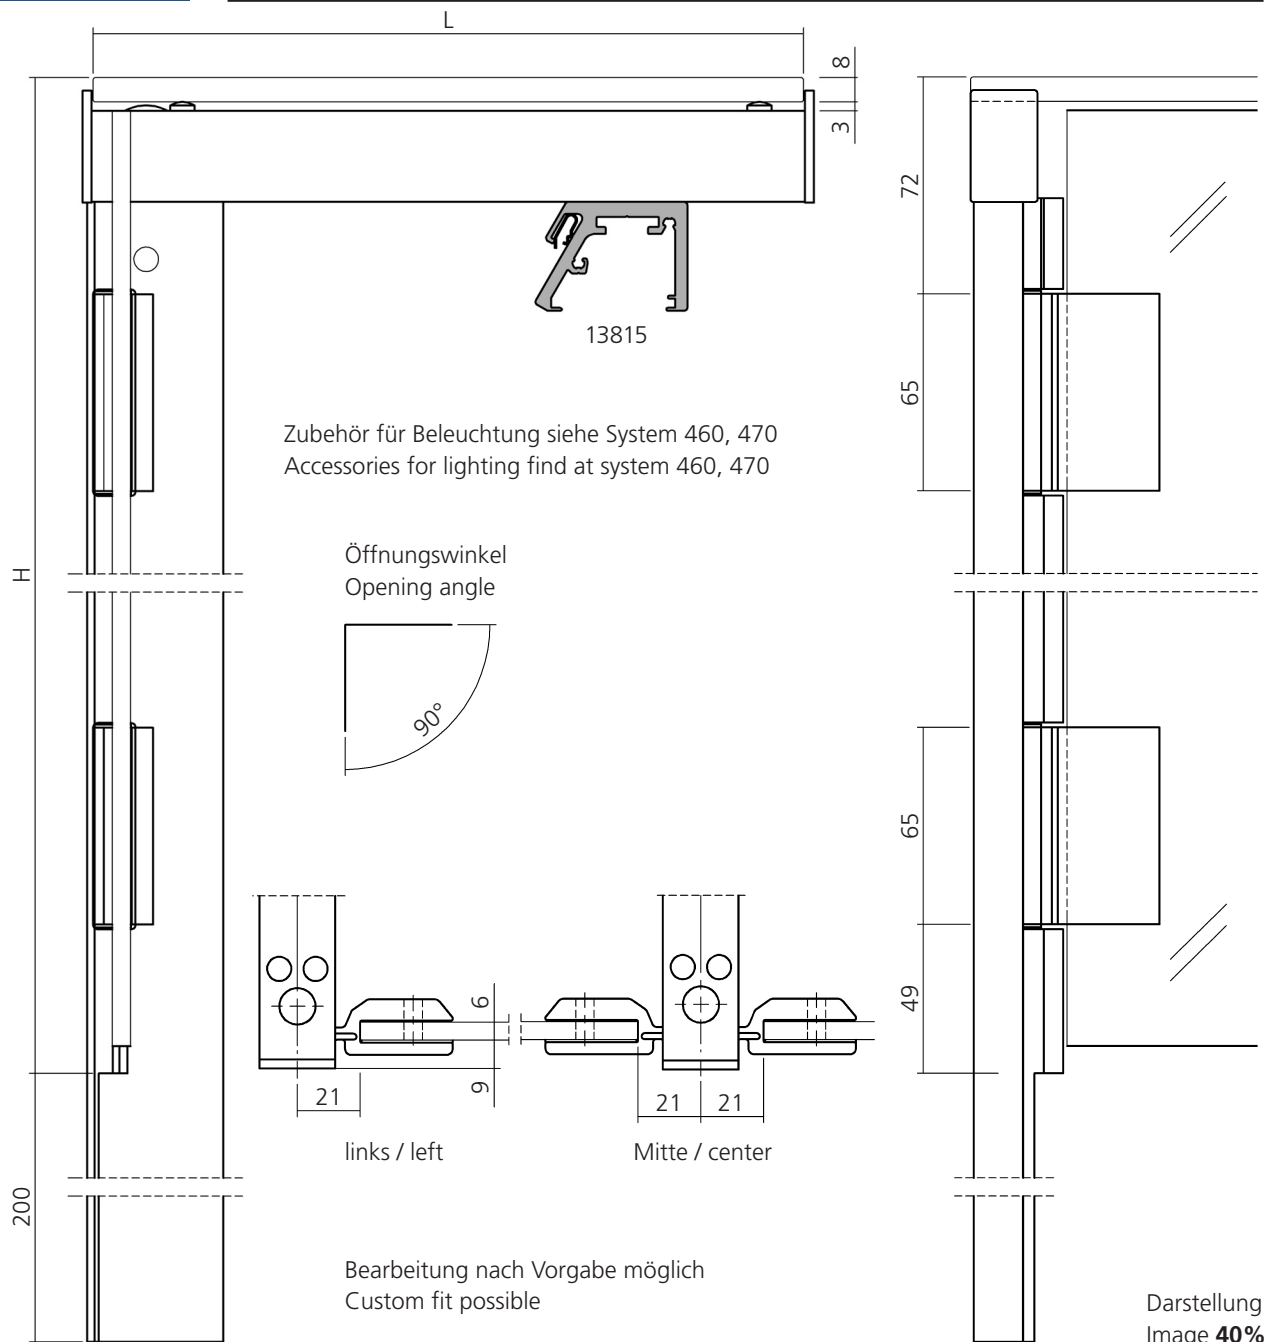 L
8
3
72
13815
65
Zubehör für Beleuchtung siehe System 460, 470
Accessories for lighting find at system 460, 470
Öffnungswinkel
Opening angle
H
90°
65
49
6
9
21
21
21
links / left
Mitte / center
200
Bearbeitung nach Vorgabe möglich
Custom fit possible
Darstellung
Image 40%